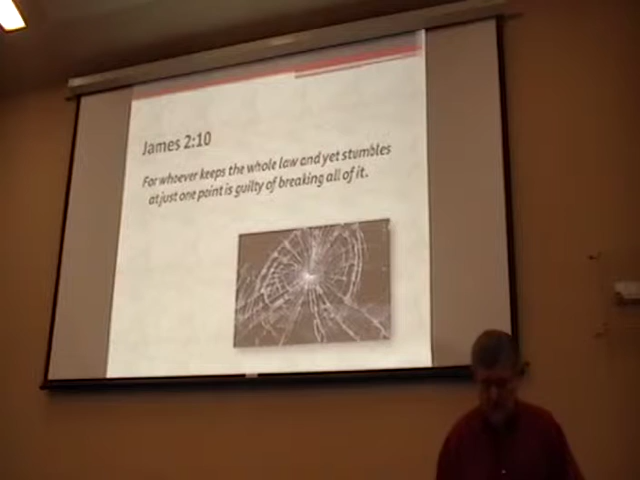 James 2:10
For whoever keeps the whole law and yet stumbles
at just one point is guilty of breaking all of it.